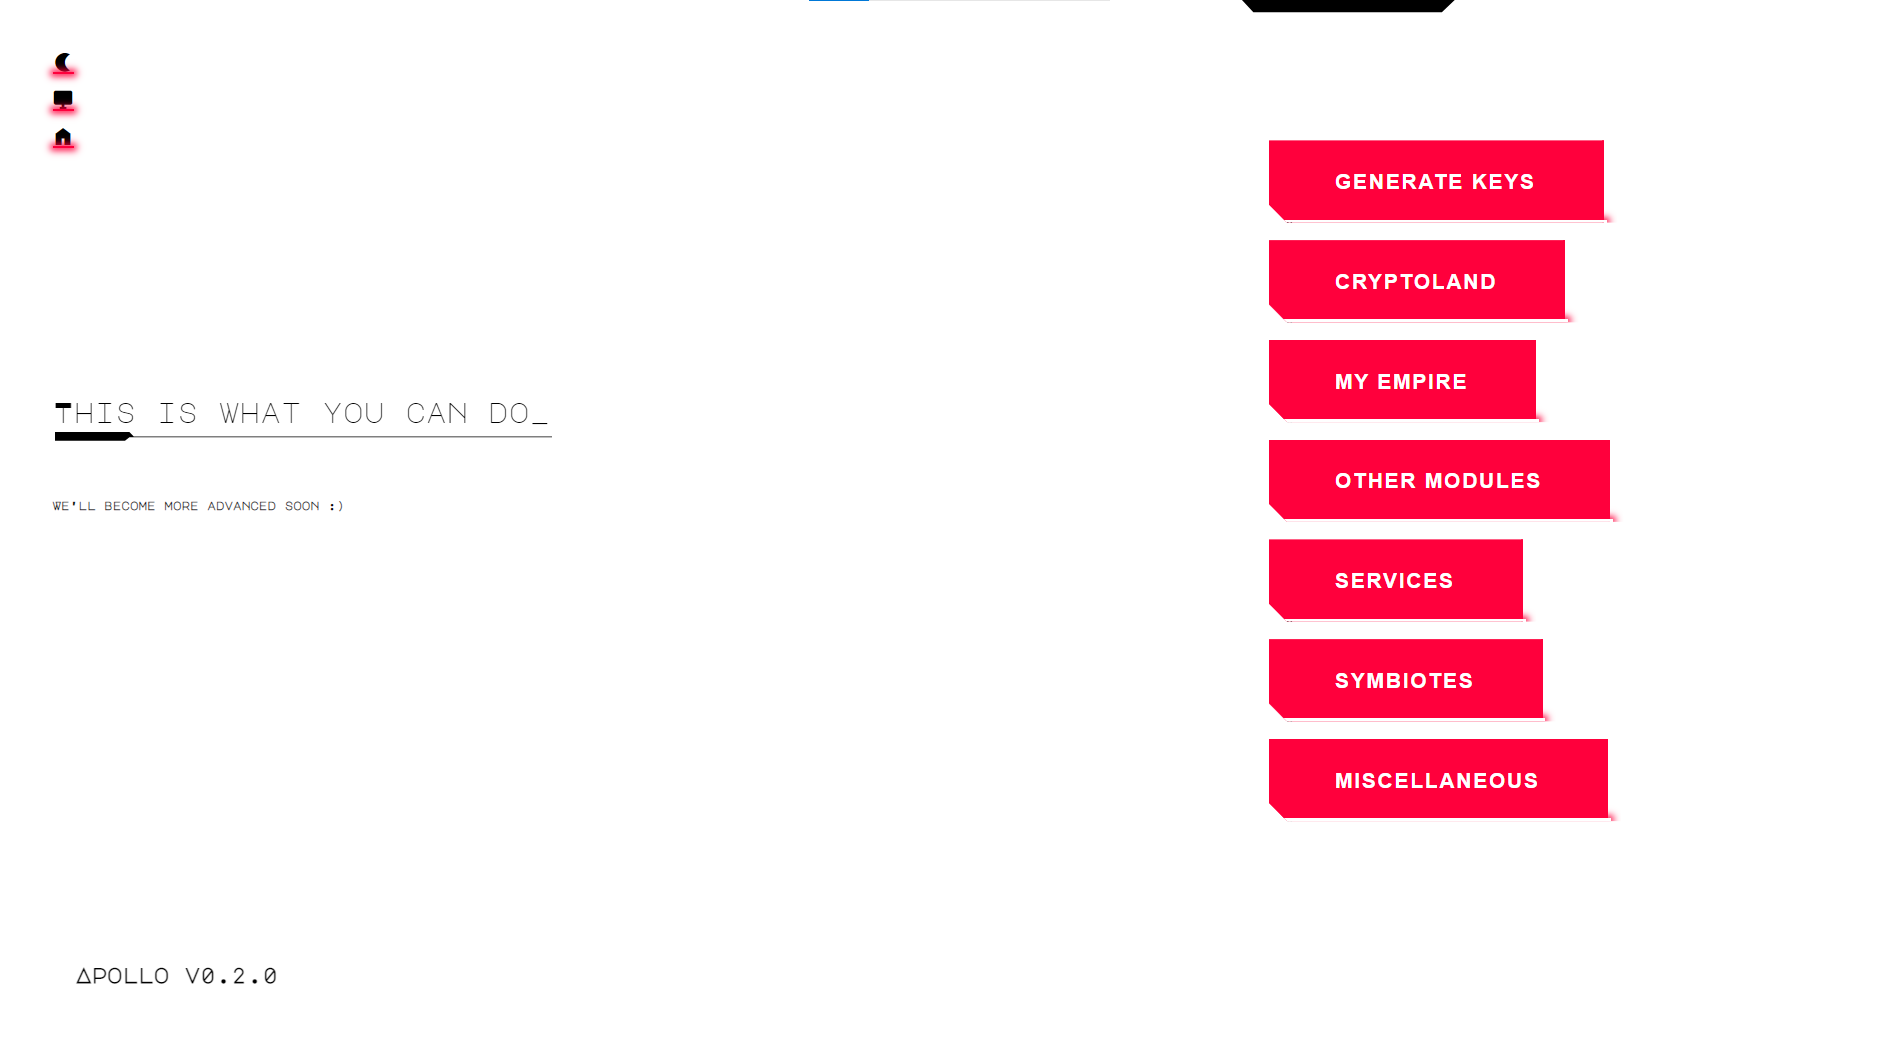 THIS IS WHAT YOU CAN DO_
WE'LL BECOME MORE ADVANCED SOON :)
GENERATE KEYS
CRYPTOLAND
MY EMPIRE
OTHER MODULES
SERVICES
SYMBIOTES
MISCELLANEOUS
ΔPOLLO V0.2.0